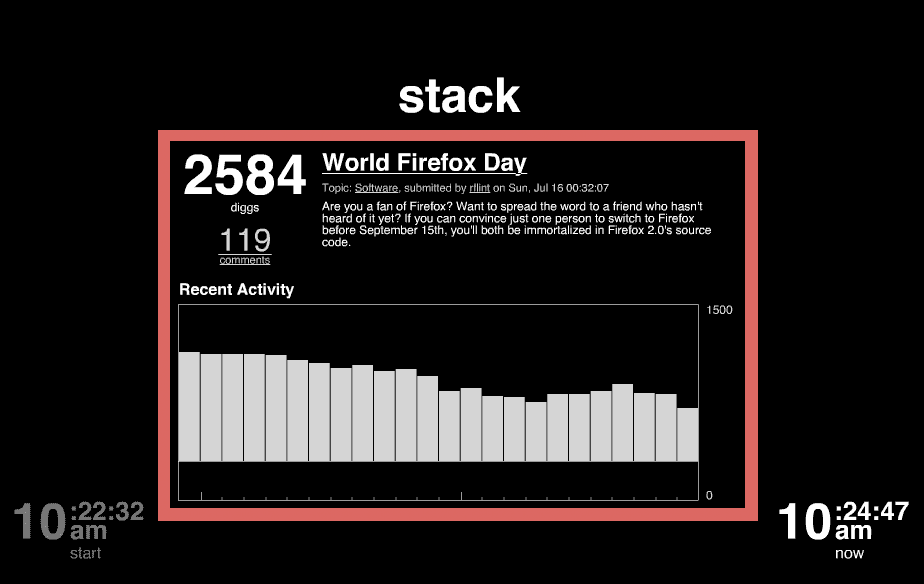 stack
2584
diggs
119
comments
World Firefox Day
Topic: Software, submitted by rflint on Sun, Jul 16 00:32:07
Are you a fan of Firefox? Want to spread the word to a friend who hasn't
heard of it yet? If you can convince just one person to switch to Firefox
before September 15th, you'll both be immortalized in Firefox 2.0's source
code.
Recent Activity
1500
0
10:22:32
am
start
10:24:47
am
now